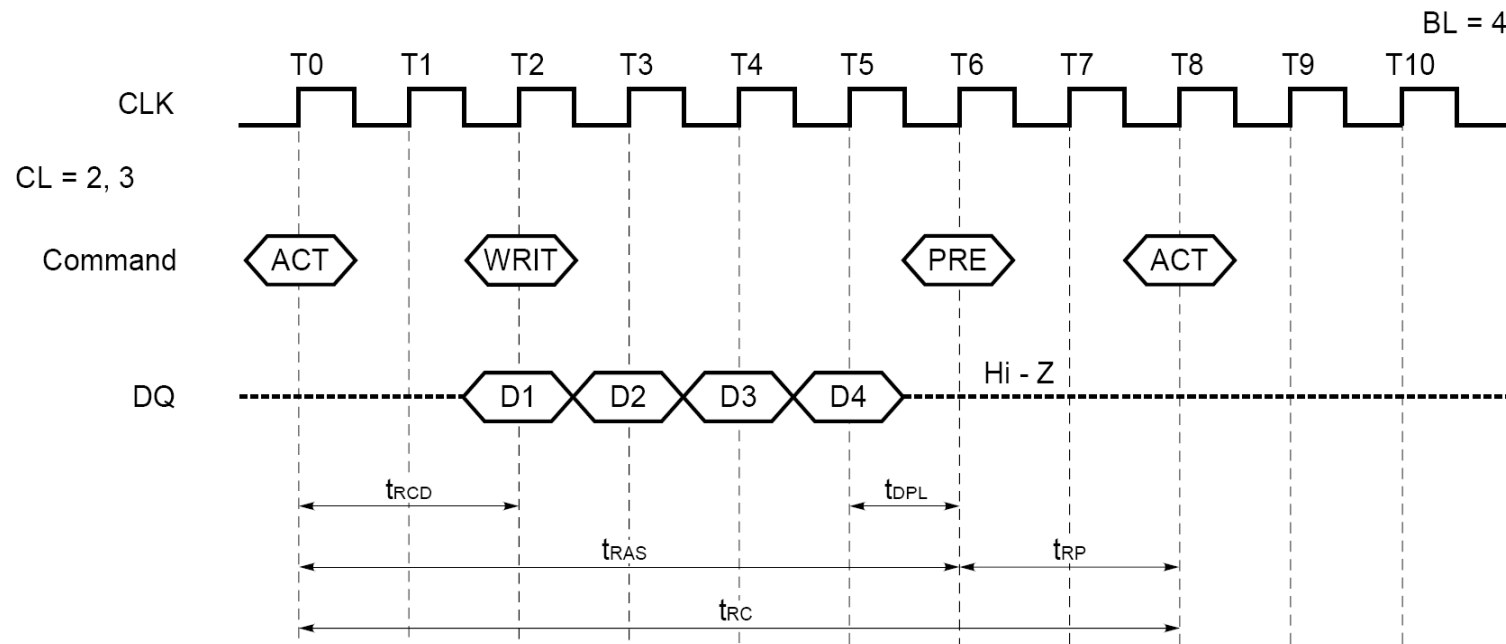 BL = 4
T0 T1 T2 T3 T4 T5 T6 T7 T8 T9 T10
CLK
CL = 2, 3
Command ACT WRIT PRE ACT
Hi - Z
DQ D1 D2 D3 D4
tRCD tDPL
tRAS tRP
tRC